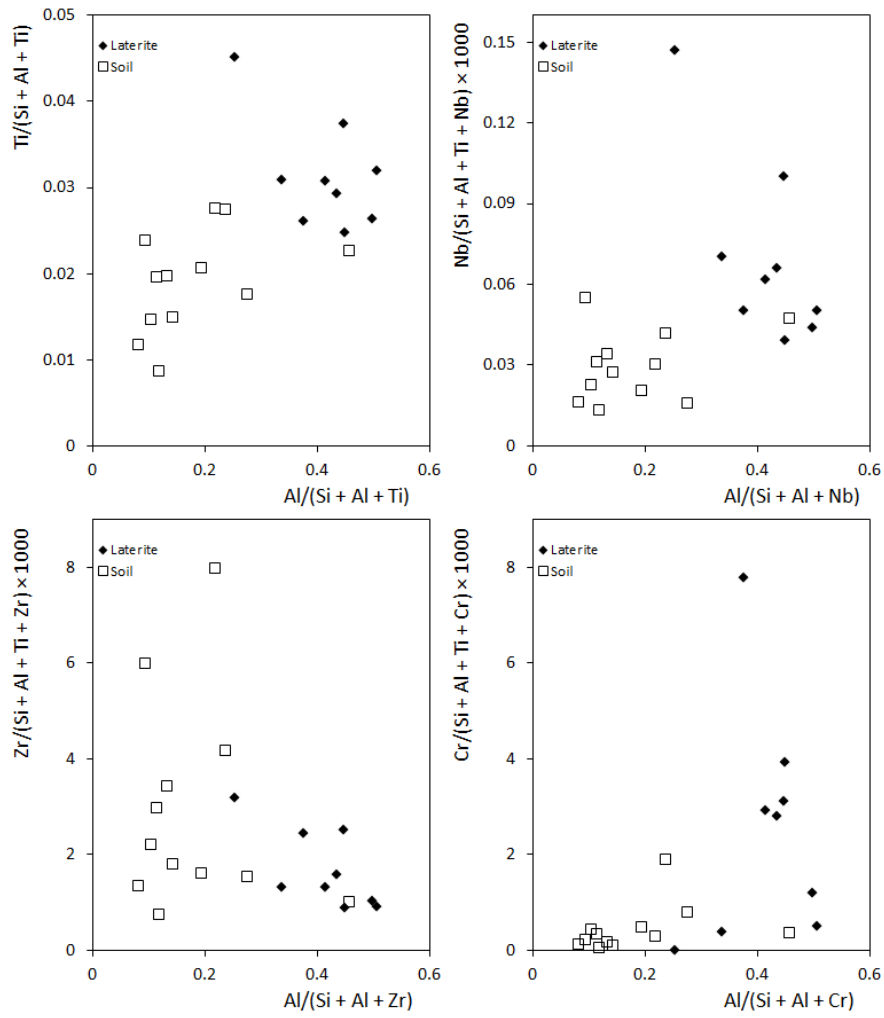 Ti/(Si + Al + Ti)
0.05
0.04
0.03
0.02
0.01
0
Laterite
Soil
0 0.2 0.4 0.6
Al/(Si + Al + Ti)
Nb/(Si + Al + Ti + Nb) × 1000
0.15
0.12
0.09
0.06
0.03
0
Laterite
Soil
0 0.2 0.4 0.6
Al/(Si + Al + Nb)
Zr/(Si + Al + Ti + Zr) × 1000
8
6
4
2
0
Laterite
Soil
0 0.2 0.4 0.6
Al/(Si + Al + Zr)
Cr/(Si + Al + Ti + Cr) × 1000
8
6
4
2
0
Laterite
Soil
0 0.2 0.4 0.6
Al/(Si + Al + Cr)